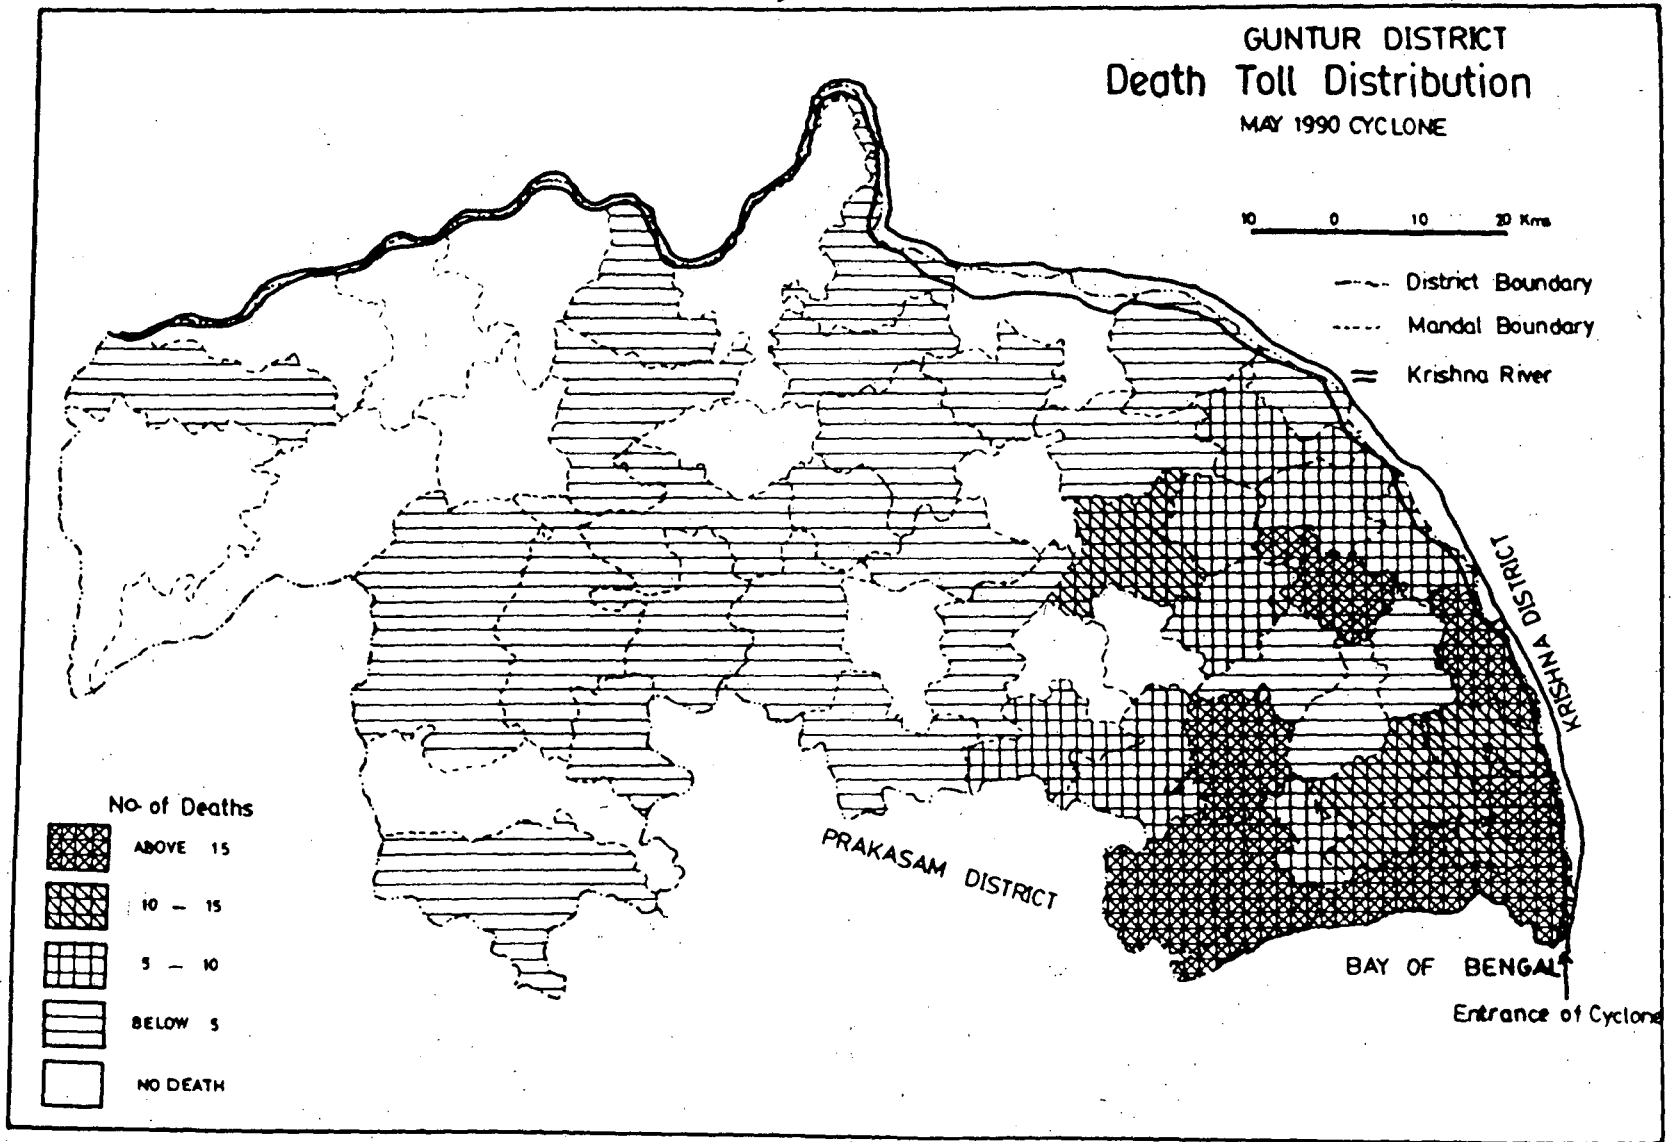 GUNTUR DISTRICT
Death Toll Distribution
MAY 1990 CYCLONE
10 0 10 20 Kms
District Boundary
Mandal Boundary
Krishna River
KRISHNA DISTRICT
No. of Deaths
ABOVE 15
10 – 15
5 – 10
BELOW 5
NO DEATH
PRAKASAM DISTRICT
BAY OF BENGAL
Entrance of Cyclone